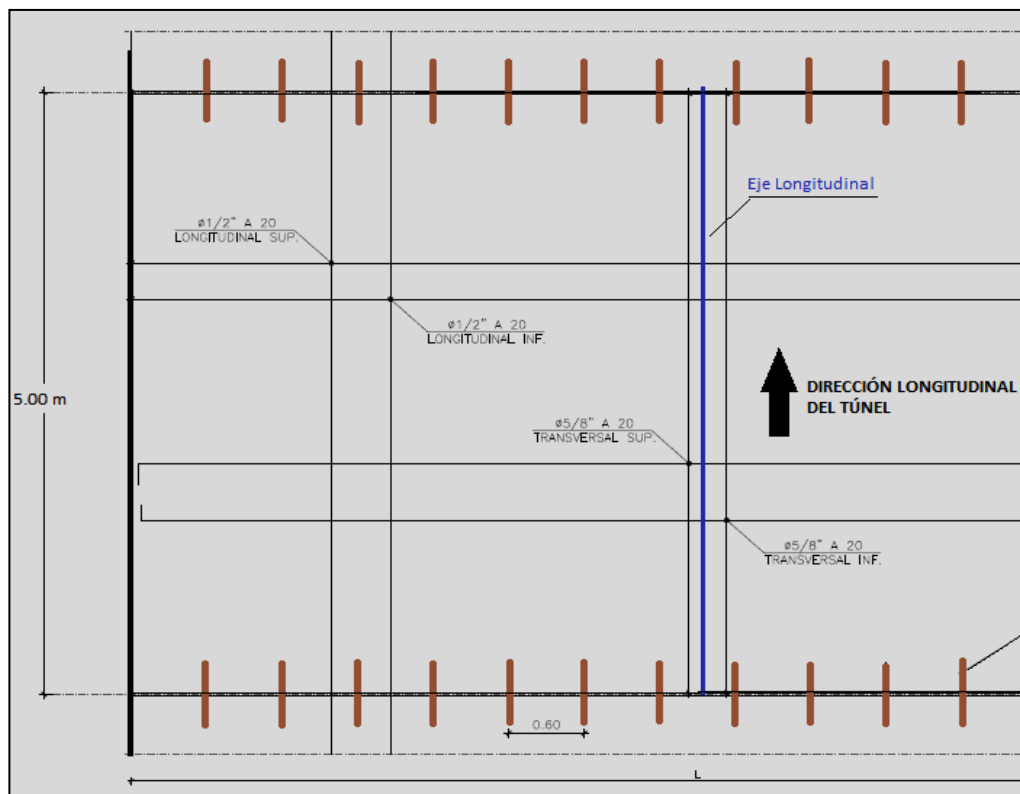 Eje Longitudinal
ø1/2" A 20
LONGITUDINAL SUP.
ø1/2" A 20
LONGITUDINAL INF.
5.00 m
DIRECCIÓN LONGITUDINAL
DEL TÚNEL
ø5/8" A 20
TRANSVERSAL SUP.
ø5/8" A 20
TRANSVERSAL INF.
0.60
L